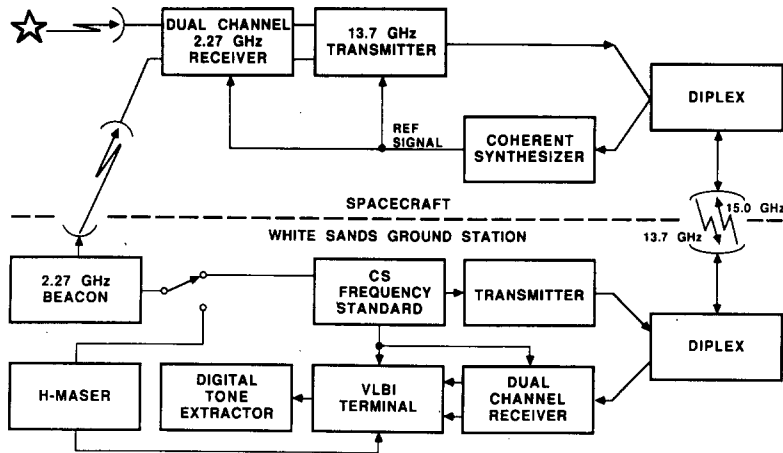 DUAL CHANNEL
2.27 GHz
RECEIVER
13.7 GHz
TRANSMITTER
DIPLEX
REF
SIGNAL
COHERENT
SYNTHESIZER
SPACECRAFT
15.0 GHz
13.7 GHz
WHITE SANDS GROUND STATION
2.27 GHz
BEACON
CS
FREQUENCY
STANDARD
TRANSMITTER
DIPLEX
H-MASER
DIGITAL
TONE
EXTRACTOR
VLBI
TERMINAL
DUAL
CHANNEL
RECEIVER